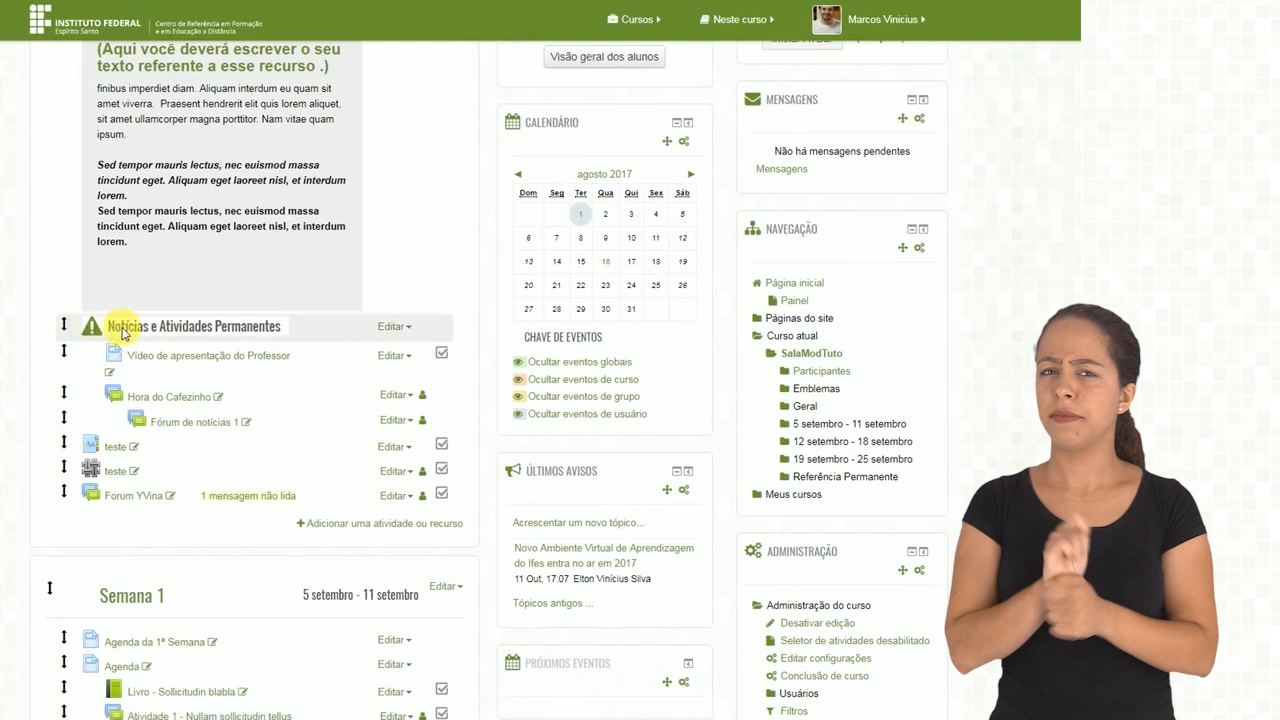 INSTITUTO FEDERAL
Espírito Santo
Centro de Referência em Formação
e em Educação a Distância
Cursos
Neste curso
Marcos Vinicius
(Aqui você deverá escrever o seu
texto referente a esse recurso .)
finibus imperdiet diam. Aliquam interdum eu quam sit
amet viverra. Praesent hendrerit elit quis lorem aliquet,
sit amet ullamcorper magna porttitor. Nam vitae quam
ipsum.
Sed tempor mauris lectus, nec euismod massa
tincidunt eget. Aliquam eget laoreet nisl, et interdum
lorem.
Sed tempor mauris lectus, nec euismod massa
tincidunt eget. Aliquam eget laoreet nisl, et interdum
lorem.
Notícias e Atividades Permanentes Editar
Vídeo de apresentação do Professor Editar
Hora do Cafezinho Editar
Fórum de notícias 1 Editar
teste Editar
teste Editar
Forum YVina 1 mensagem não lida Editar
Adicionar uma atividade ou recurso
Semana 1 5 setembro - 11 setembro Editar
Agenda da 1ª Semana Editar
Agenda Editar
Livro - Sollicitudin blabla Editar
Atividade 1 - Nullam sollicitudin tellus Editar
Visão geral dos alunos
CALENDÁRIO
◄ agosto 2017 ►
Dom Seg Ter Qua Qui Sex Sáb
1 2 3 4 5
6 7 8 9 10 11 12
13 14 15 16 17 18 19
20 21 22 23 24 25 26
27 28 29 30 31
CHAVE DE EVENTOS
Ocultar eventos globais
Ocultar eventos de curso
Ocultar eventos de grupo
Ocultar eventos de usuário
ÚLTIMOS AVISOS
Acrescentar um novo tópico...
Novo Ambiente Virtual de Aprendizagem
do Ifes entra no ar em 2017
11 Out, 17:07 Elton Vinícius Silva
Tópicos antigos ...
PRÓXIMOS EVENTOS
MENSAGENS
Não há mensagens pendentes
Mensagens
NAVEGAÇÃO
Página inicial
Painel
Páginas do site
Curso atual
SalaModTuto
Participantes
Emblemas
Geral
5 setembro - 11 setembro
12 setembro - 18 setembro
19 setembro - 25 setembro
Referência Permanente
Meus cursos
ADMINISTRAÇÃO
Administração do curso
Desativar edição
Seletor de atividades desabilitado
Editar configurações
Conclusão de curso
Usuários
Filtros